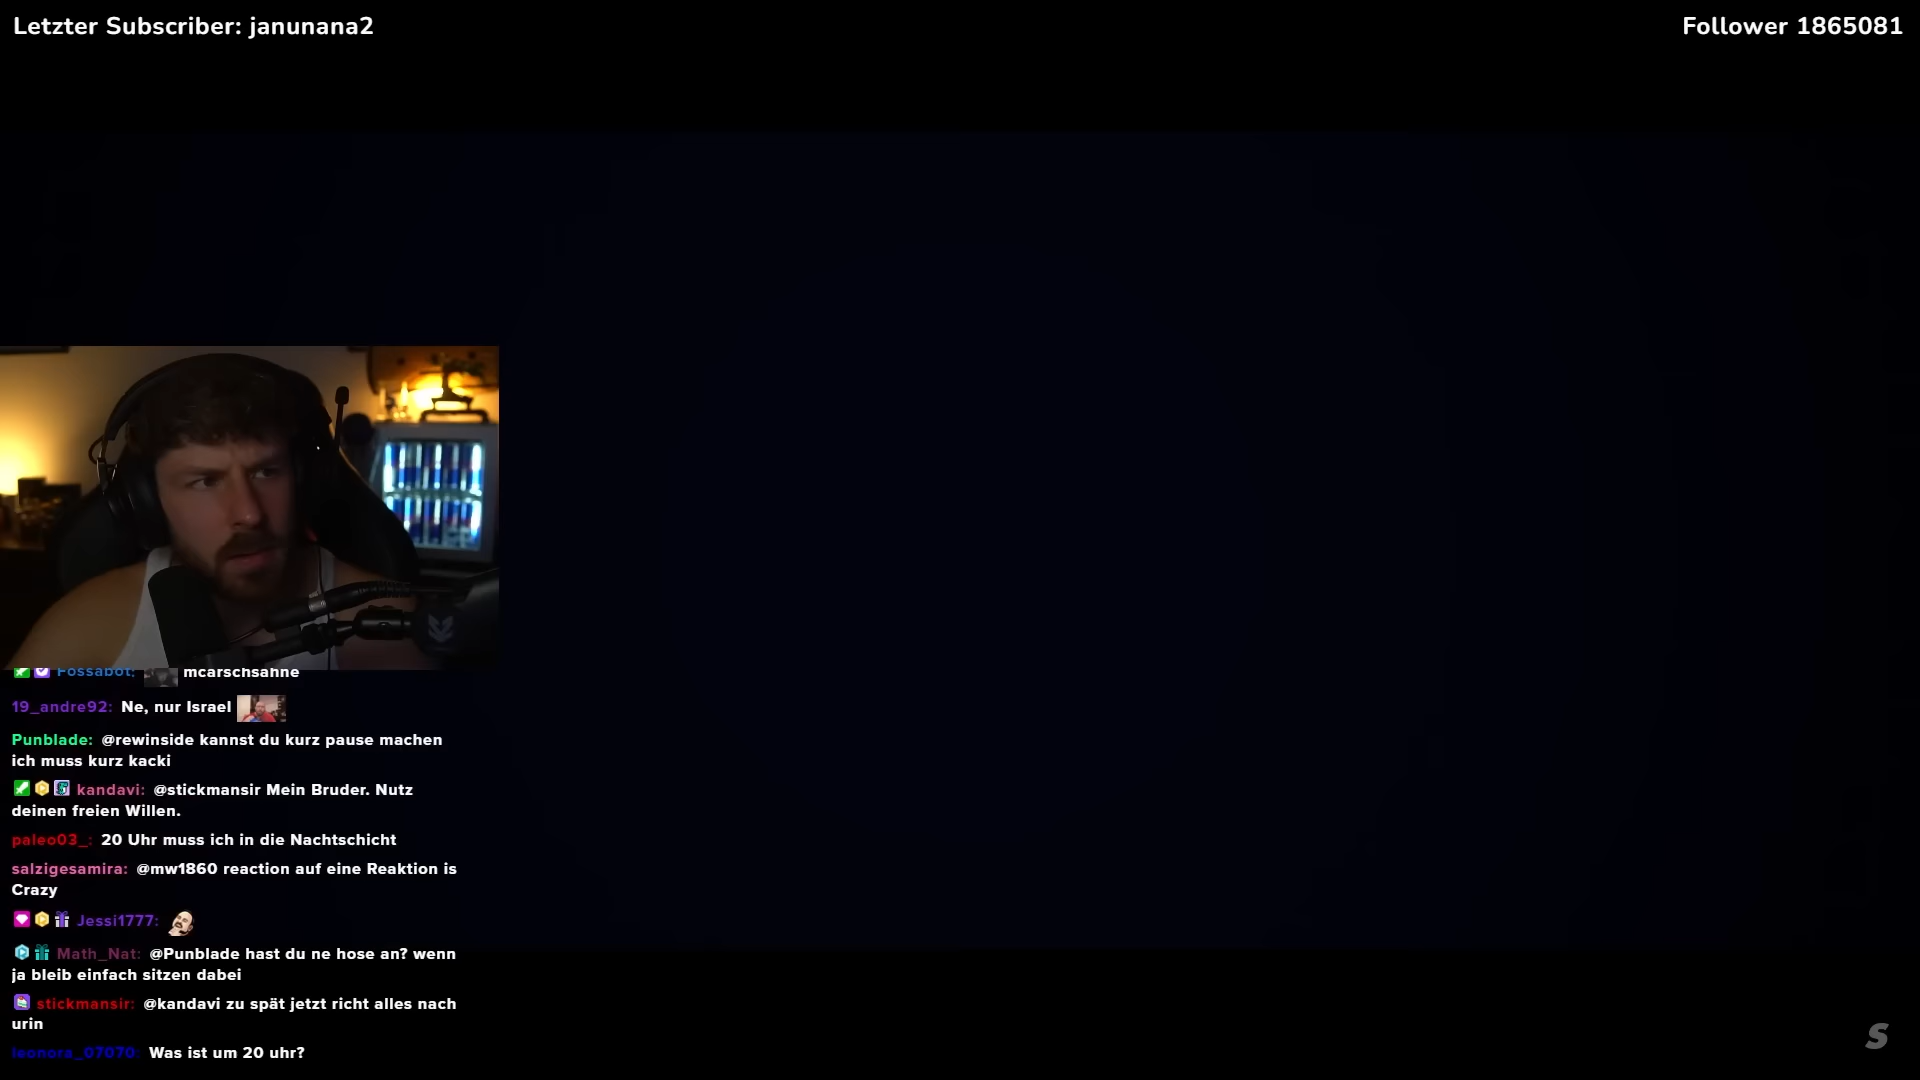 Letzter Subscriber: janunana2
Follower 1865081
Fossabot: mcarschsahne
19_andre92: Ne, nur Israel
Punblade: @rewinside kannst du kurz pause machen
ich muss kurz kacki
kandavi: @stickmansir Mein Bruder. Nutz
deinen freien Willen.
paleo03_: 20 Uhr muss ich in die Nachtschicht
salzigesamira: @mw1860 reaction auf eine Reaktion is
Crazy
Jessi1777:
Math_Nat: @Punblade hast du ne hose an? wenn
ja bleib einfach sitzen dabei
stickmansir: @kandavi zu spät jetzt richt alles nach
urin
leonora_07070: Was ist um 20 uhr?
S